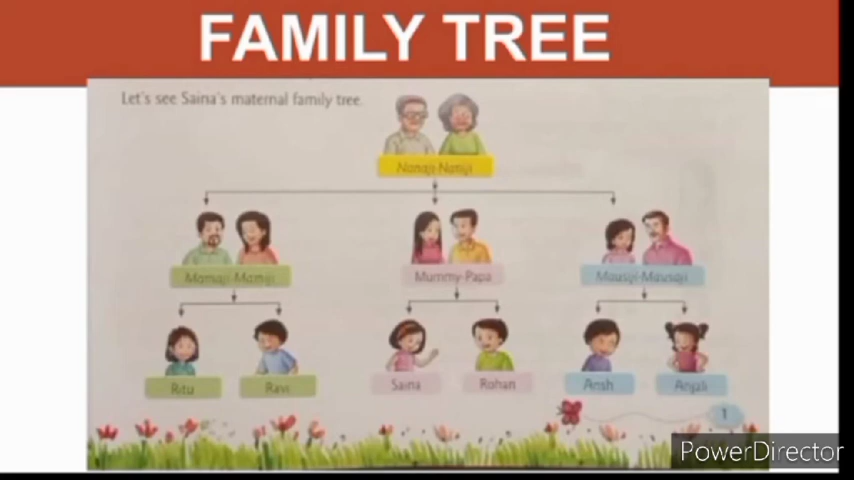 FAMILY TREE
Let's see Saina's maternal family tree.
Nanaji-Naniji
Mamaji-Mamiji Mummy-Papa Mausiji-Mausaji
Ritu Ravi Saina Rohan Ansh Anjali
1
PowerDirector